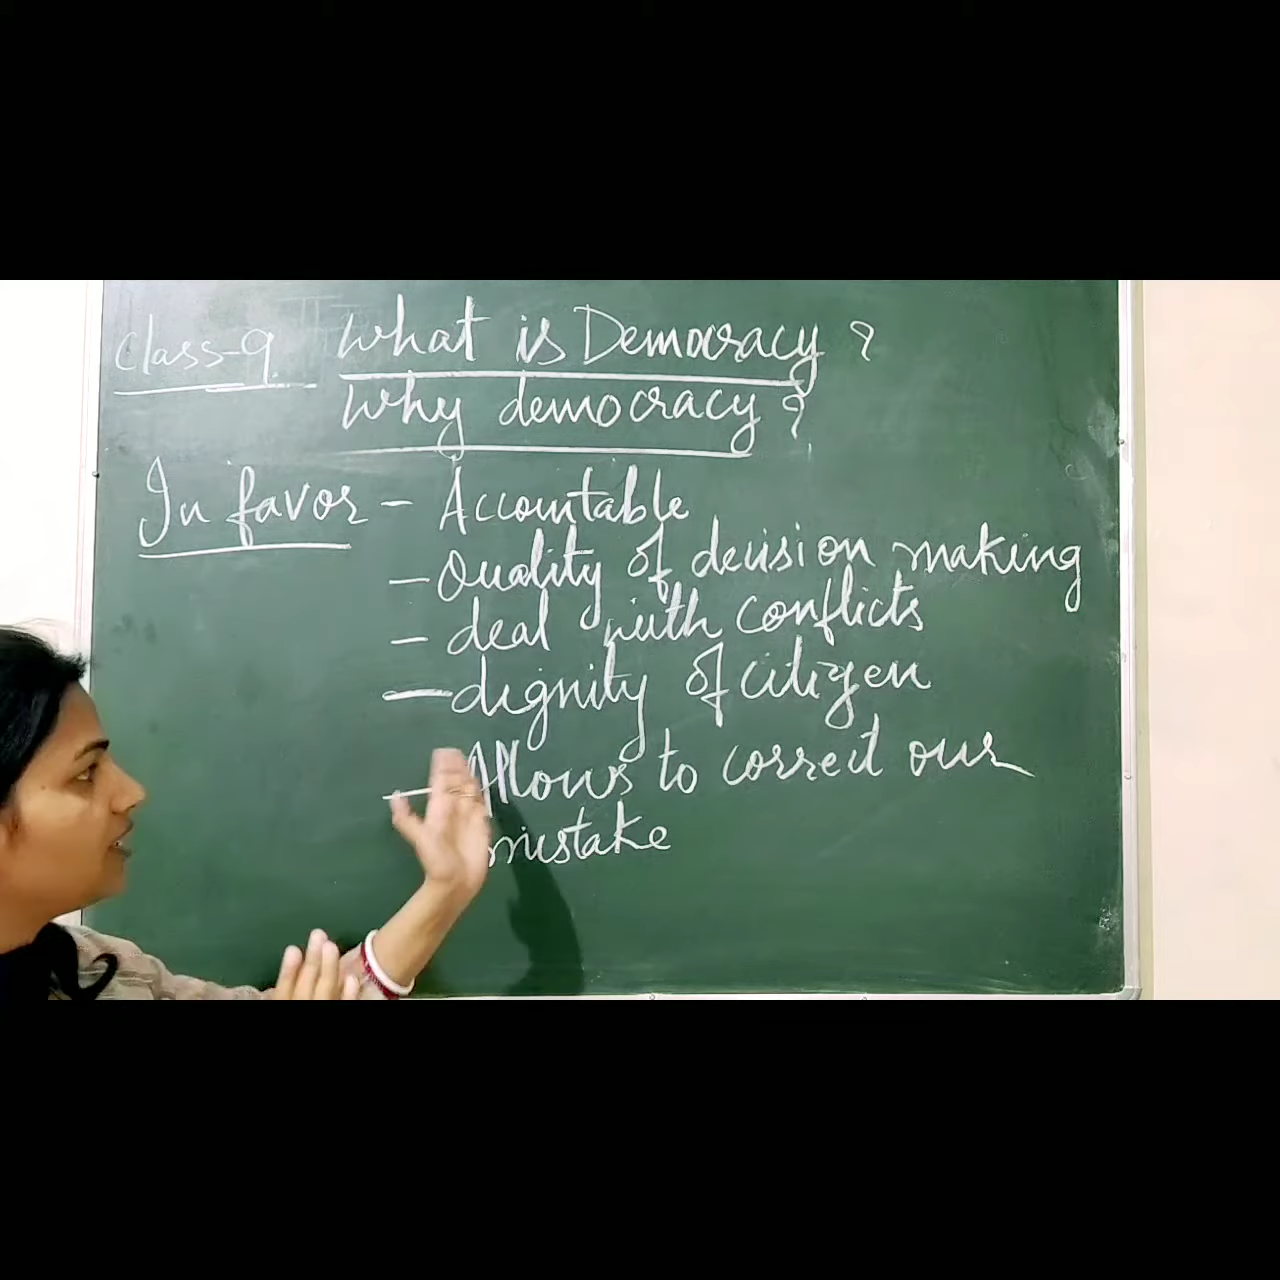 Class-9. What is Democracy?
Why democracy?
In favor - Accountable
- Quality of decision making
- deal with conflicts
- dignity of citizen
- Allows to correct our
mistake